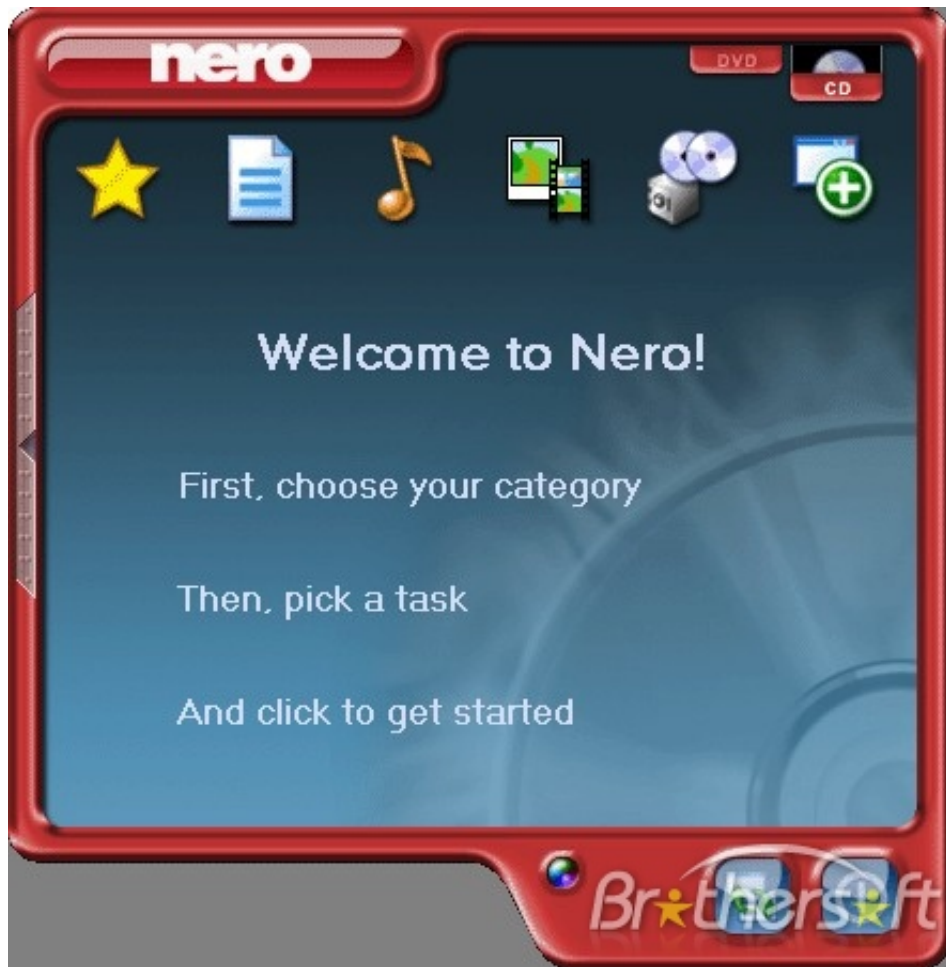 nero
DVD
CD
Welcome to Nero!
First, choose your category
Then, pick a task
And click to get started
Brothersoft